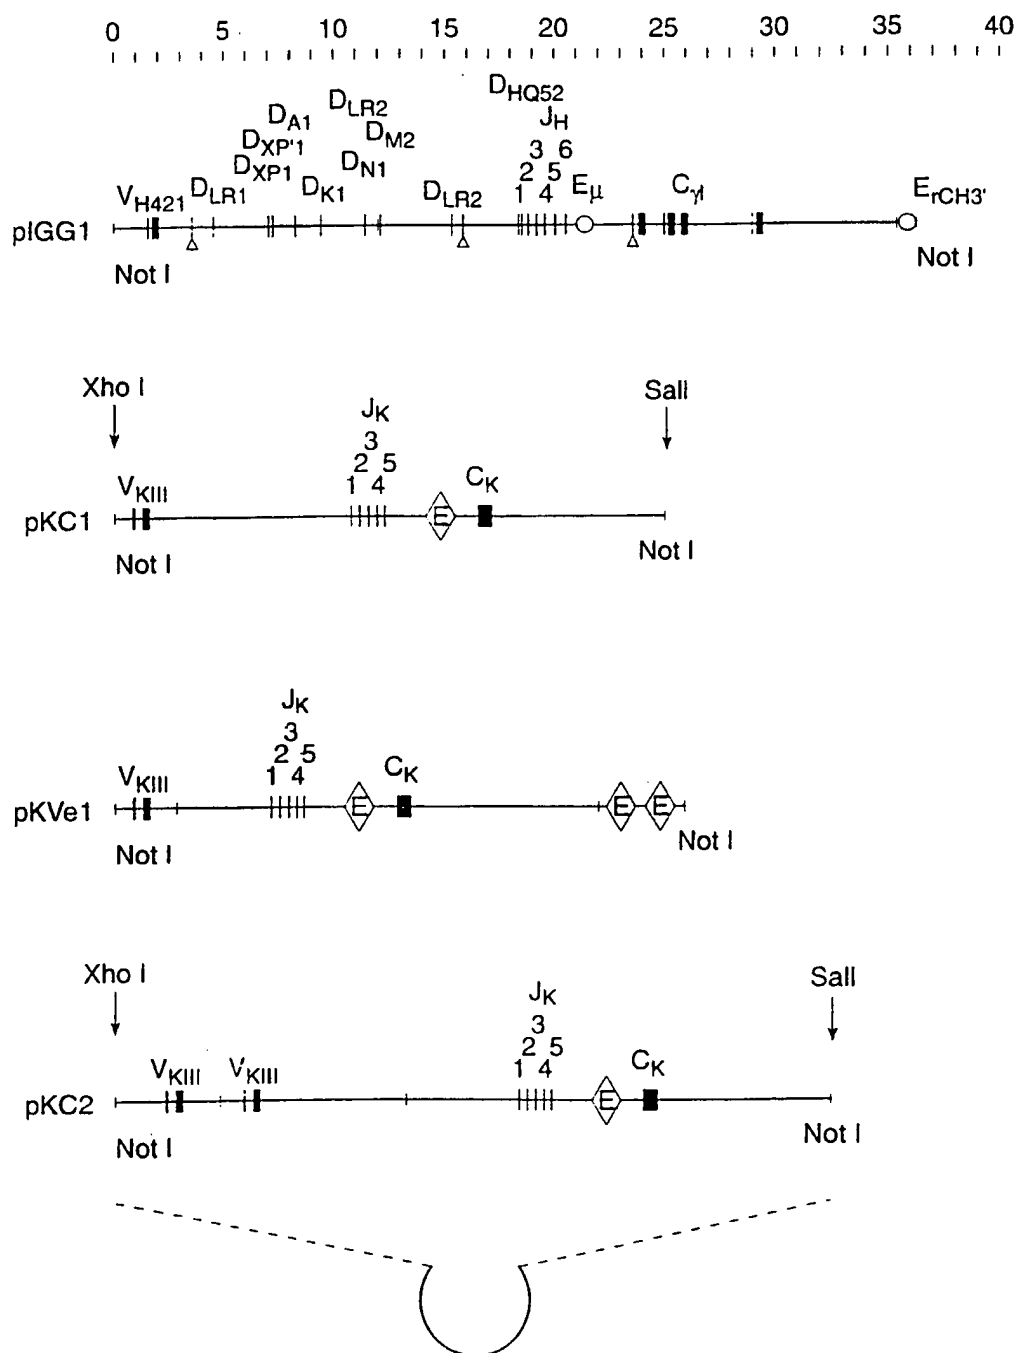 0 5 10 15 20 25 30 35 40
DHQ52
DLR2
JH
DA1
DM2
DXP'1
3 6
DXP1
DN1
2 5
DLR1
DK1
DLR2
1 4
Eμ
CγI
ErCH3'
VH421
pIGG1
Not I
Not I
Xho I
SalI
JK
3
2 5
1 4
VKIII
CK
pKC1
E
Not I
Not I
JK
3
2 5
1 4
VKIII
CK
pKVe1
E
E
E
Not I
Not I
Xho I
SalI
JK
3
2 5
1 4
VKIII
VKIII
CK
pKC2
E
Not I
Not I